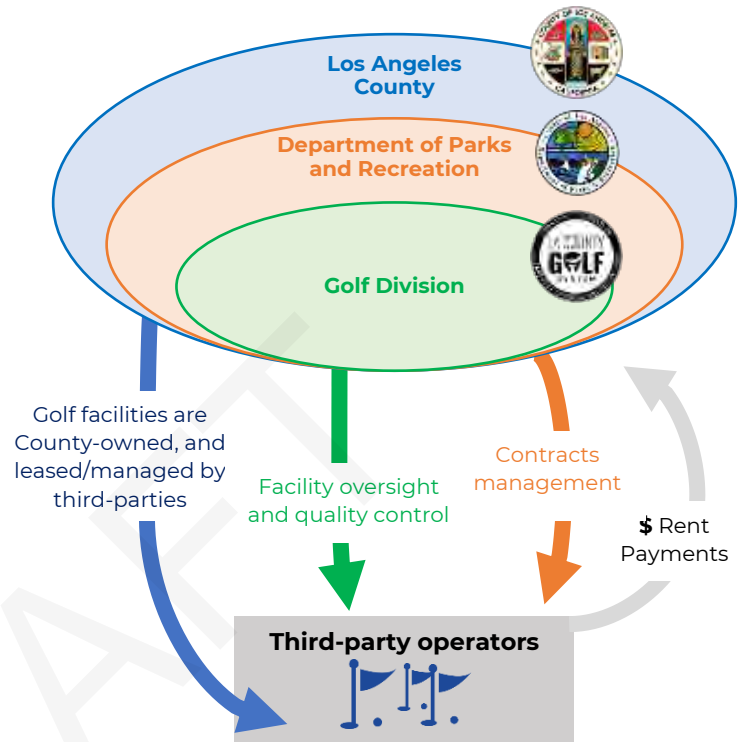 Los Angeles
County
Department of Parks
and Recreation
GOLF
Golf Division
Golf facilities are
County-owned, and
leased/managed by
third-parties
Facility oversight
and quality control
Contracts
management
$ Rent
Payments
Third-party operators